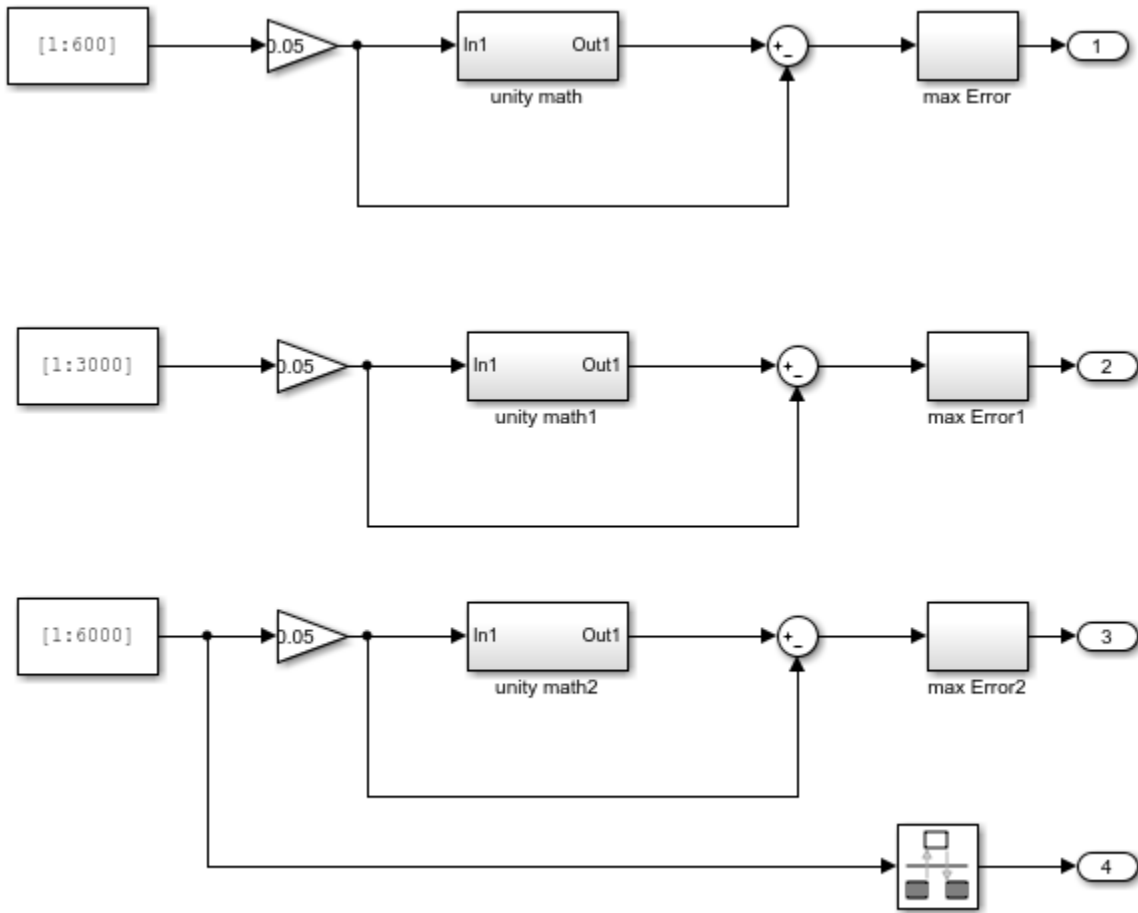 [1:600]
0.05
In1
Out1
+
−
1
unity math
max Error
[1:3000]
0.05
In1
Out1
+
−
2
unity math1
max Error1
[1:6000]
0.05
In1
Out1
+
−
3
unity math2
max Error2
4